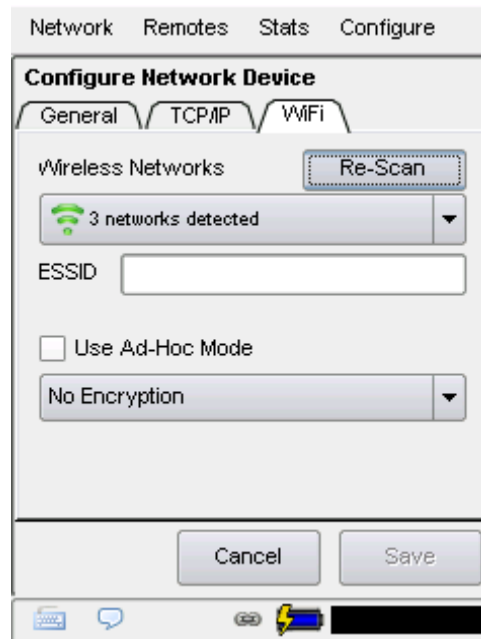 Network Remotes Stats Configure
Configure Network Device
General TCP/IP WiFi
Wireless Networks Re-Scan
3 networks detected
ESSID
Use Ad-Hoc Mode
No Encryption
Cancel Save